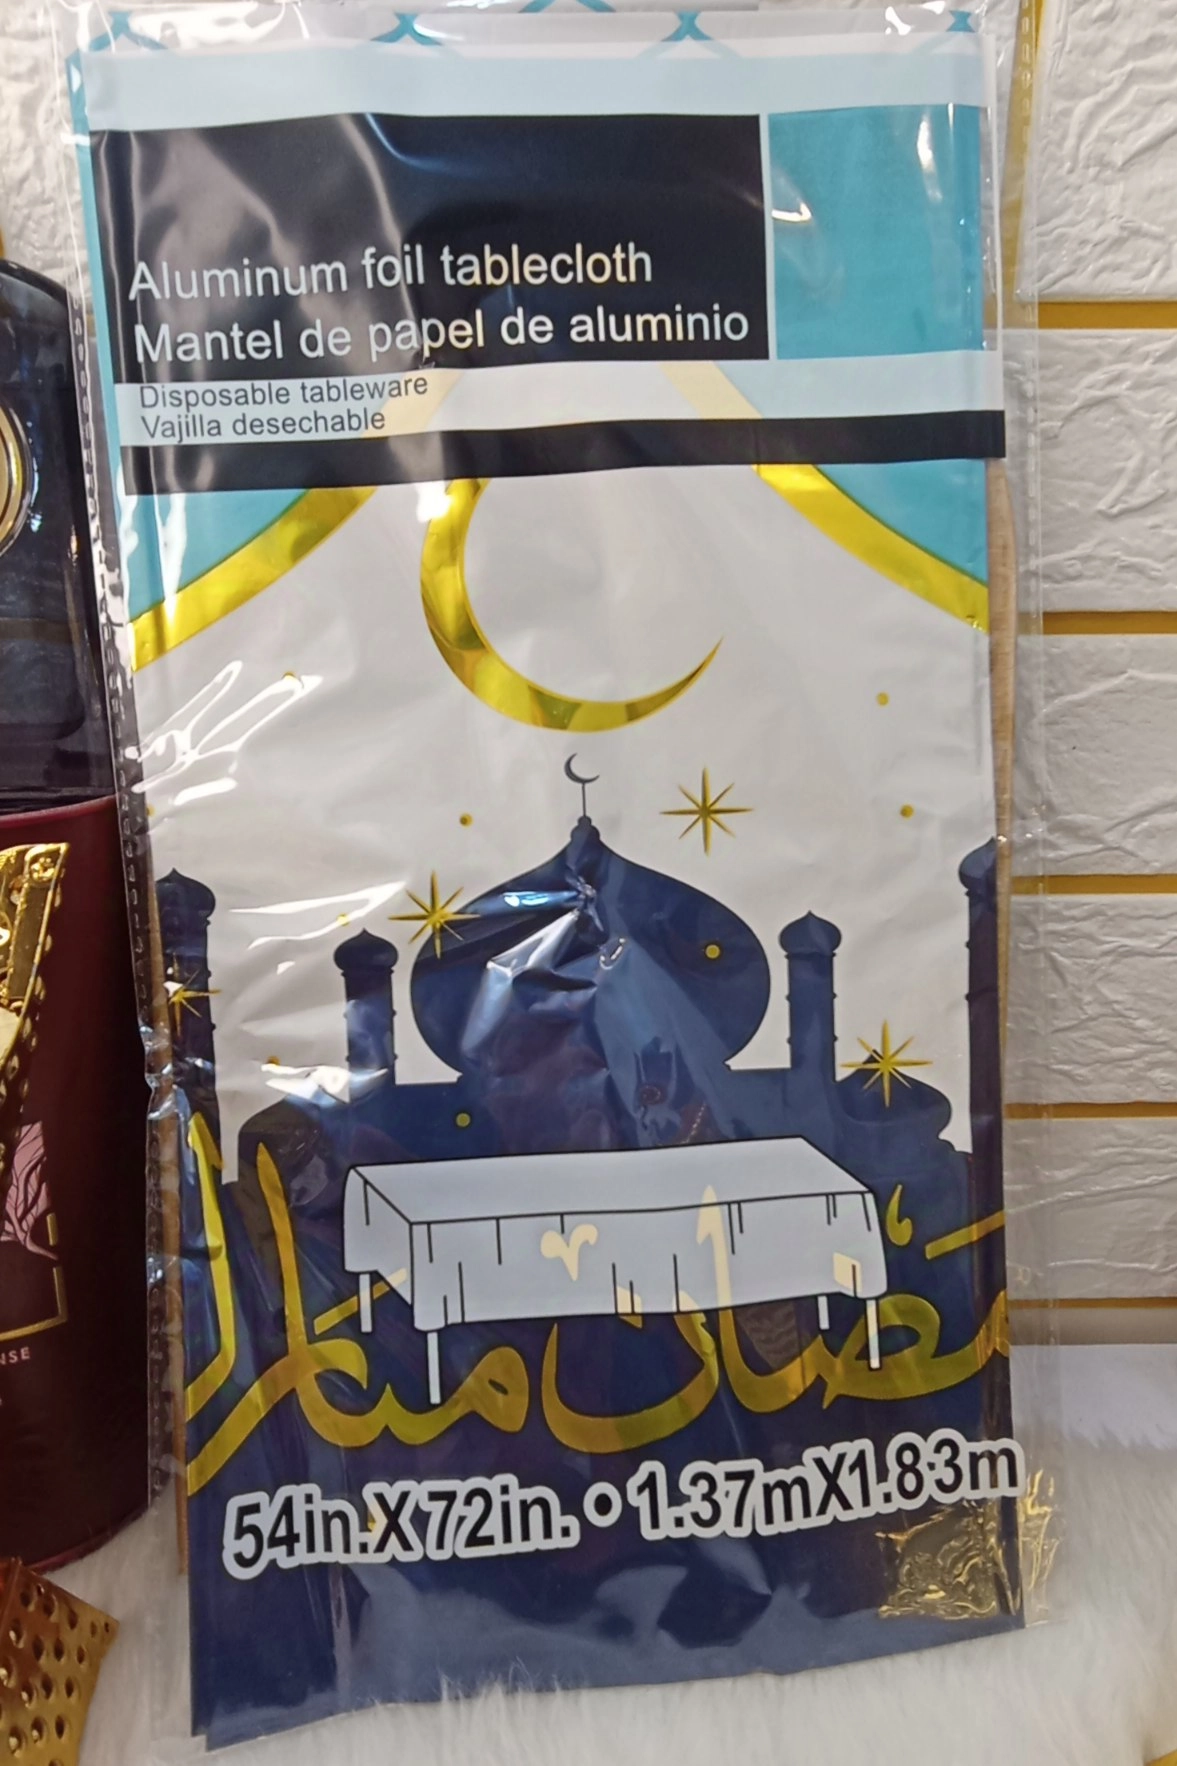 Aluminum foil tablecloth
Mantel de papel de aluminio
Disposable tableware
Vajilla desechable
رمضان مبارك
54in.X72in. • 1.37mX1.83m
NSE